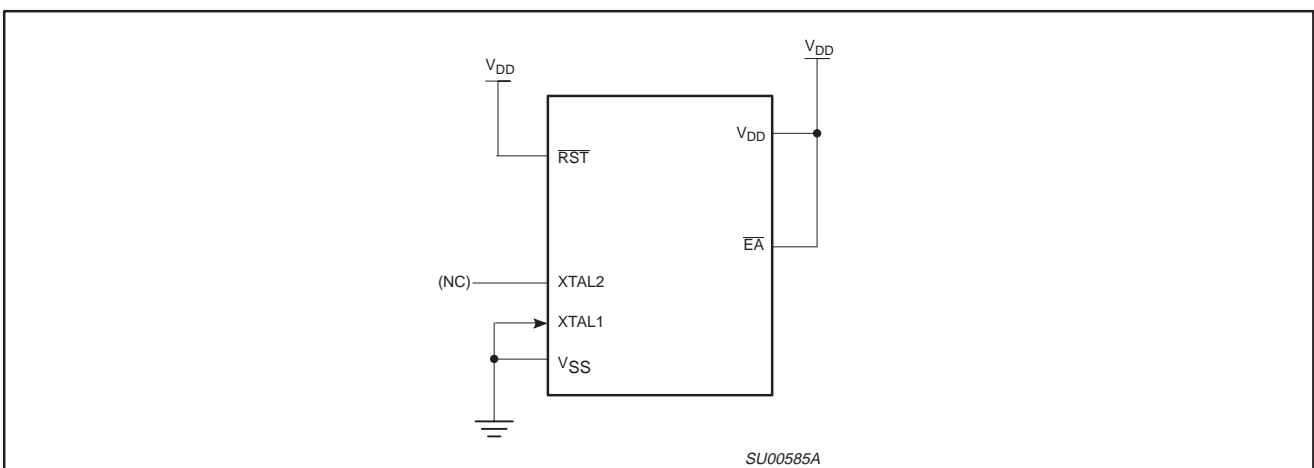 VDD
VDD
VDD
RST
EA
(NC)
XTAL2
XTAL1
VSS
SU00585A